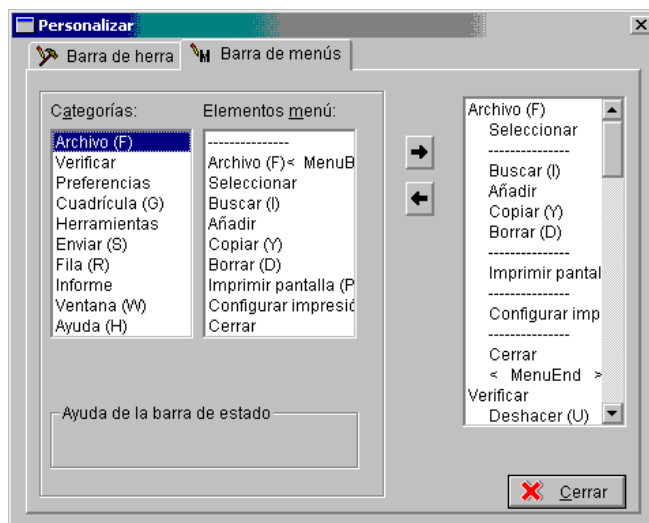 Personalizar
Barra de herra
Barra de menús
Categorías:
Archivo (F)
Verificar
Preferencias
Cuadrícula (G)
Herramientas
Enviar (S)
Fila (R)
Informe
Ventana (W)
Ayuda (H)
Elementos menú:
---------------
Archivo (F)< MenuB
Seleccionar
Buscar (I)
Añadir
Copiar (Y)
Borrar (D)
Imprimir pantalla (P
Configurar impresió
Cerrar
Archivo (F)
Seleccionar
---------------
Buscar (I)
Añadir
Copiar (Y)
Borrar (D)
---------------
Imprimir pantal
---------------
Configurar imp
---------------
Cerrar
< MenuEnd >
Verificar
Deshacer (U)
Ayuda de la barra de estado
Cerrar